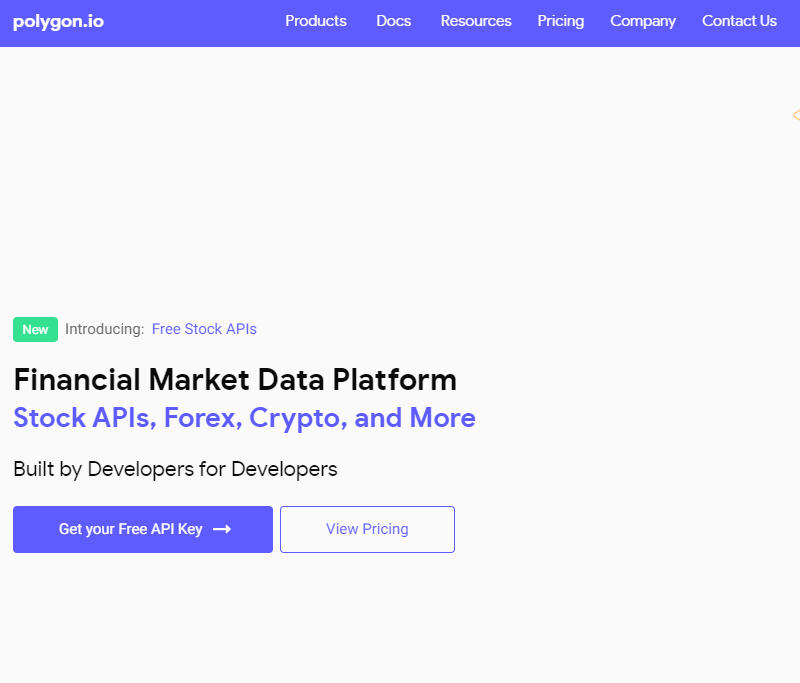 polygon.io Products Docs Resources Pricing Company Contact Us
New Introducing: Free Stock APIs
Financial Market Data Platform
Stock APIs, Forex, Crypto, and More
Built by Developers for Developers
Get your Free API Key → View Pricing